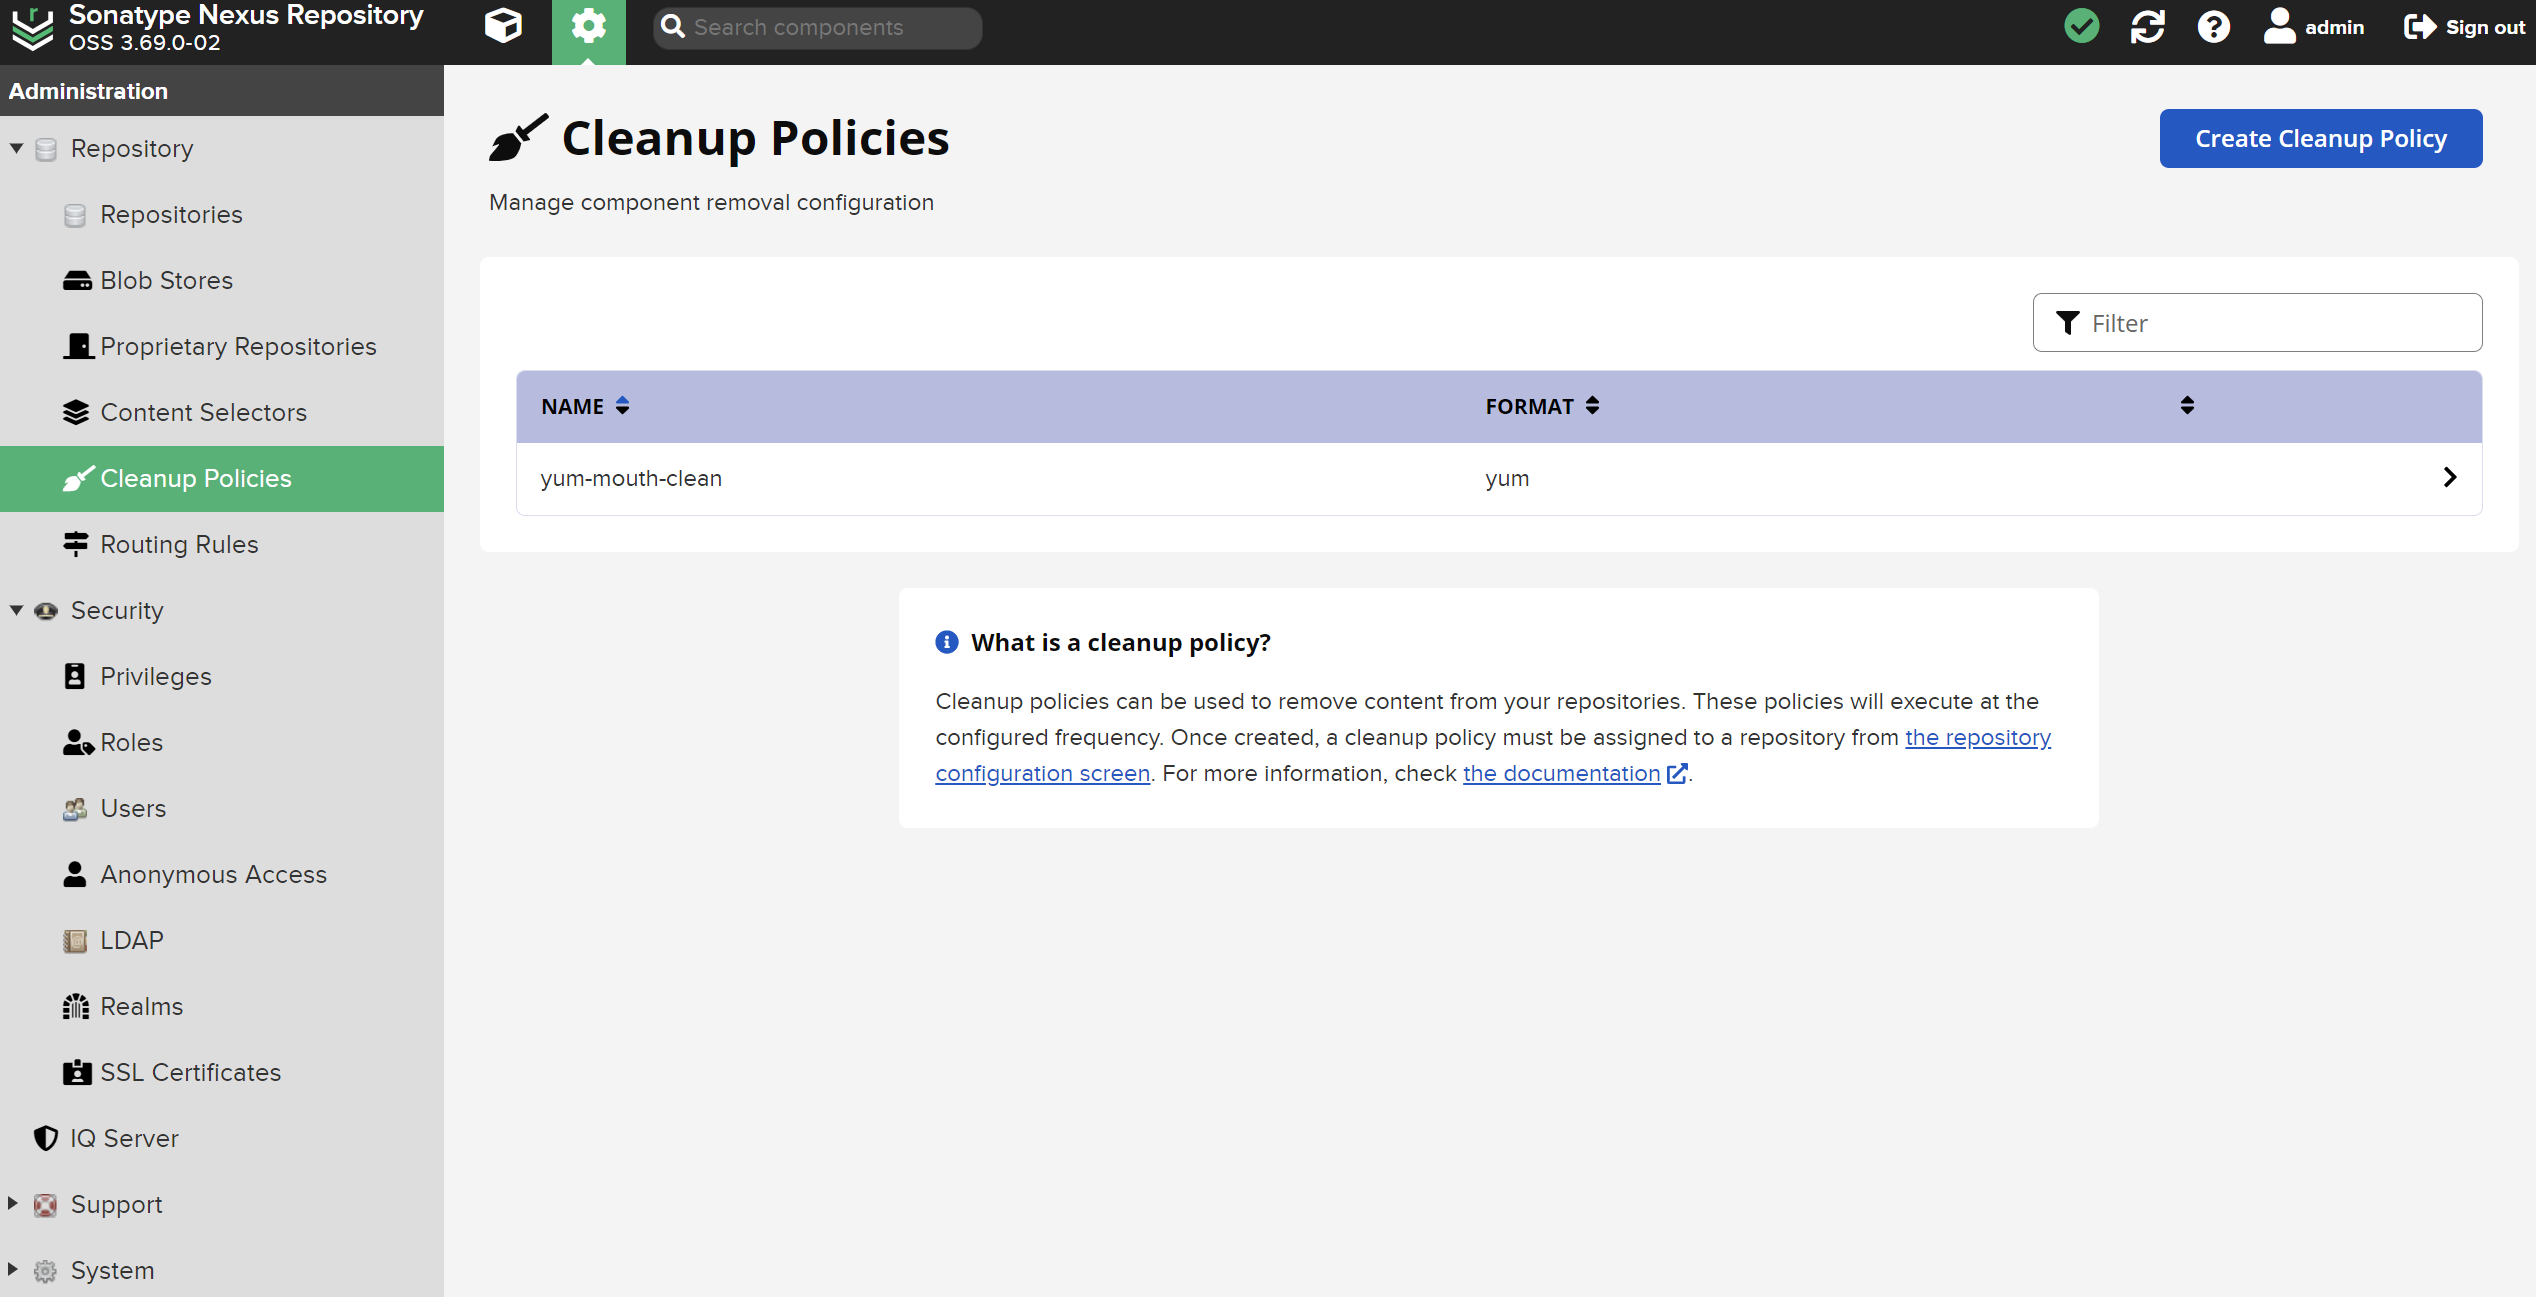 Sonatype Nexus Repository
OSS 3.69.0-02
Search components
admin
Sign out
Administration
Repository
Repositories
Blob Stores
Proprietary Repositories
Content Selectors
Cleanup Policies
Routing Rules
Security
Privileges
Roles
Users
Anonymous Access
LDAP
Realms
SSL Certificates
IQ Server
Support
System
Cleanup Policies
Create Cleanup Policy
Manage component removal configuration
Filter
NAME FORMAT
yum-mouth-clean yum
What is a cleanup policy?
Cleanup policies can be used to remove content from your repositories. These policies will execute at the
configured frequency. Once created, a cleanup policy must be assigned to a repository from the repository
configuration screen. For more information, check the documentation.